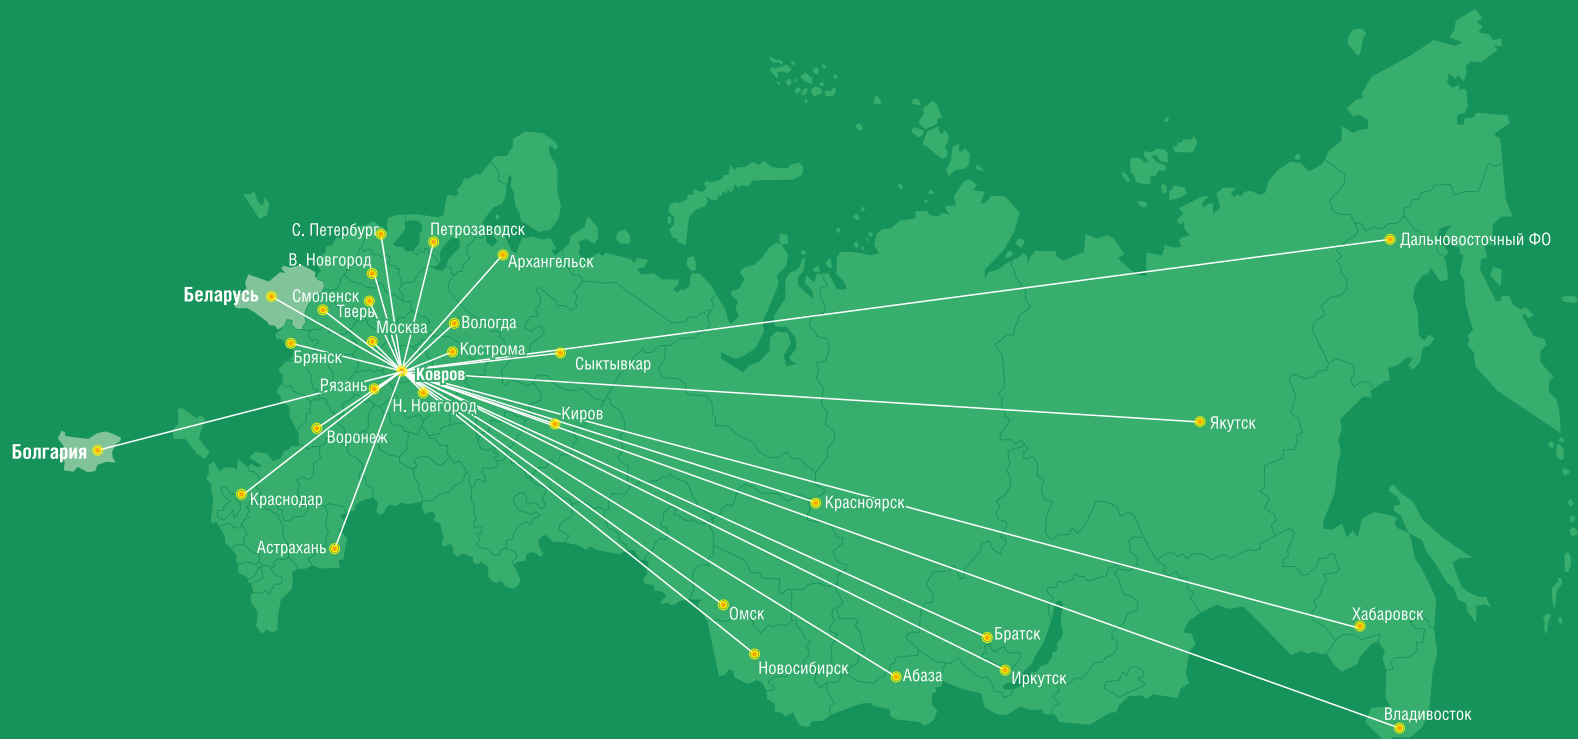 С. Петербург
Петрозаводск
Дальновосточный ФО
В. Новгород
Архангельск
Беларусь
Смоленск
Тверь
Москва
Вологда
Кострома
Брянск
Сыктывкар
Ковров
Рязань
Н. Новгород
Киров
Якутск
Воронеж
Болгария
Краснодар
Красноярск
Астрахань
Омск
Хабаровск
Братск
Новосибирск
Абаза
Иркутск
Владивосток